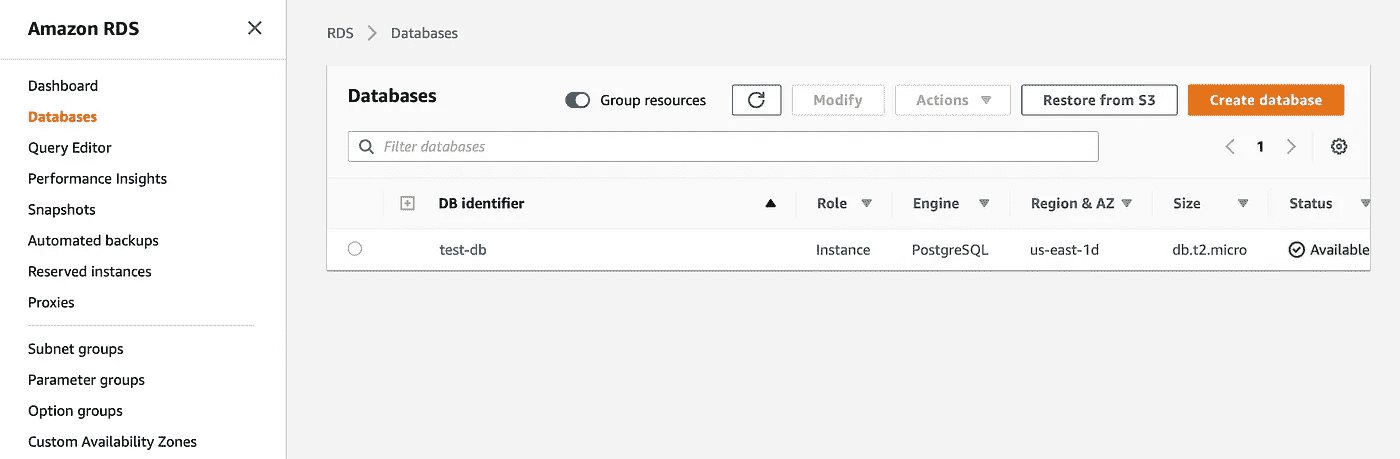 Amazon RDS
Dashboard
Databases
Query Editor
Performance Insights
Snapshots
Automated backups
Reserved instances
Proxies
Subnet groups
Parameter groups
Option groups
Custom Availability Zones
RDS > Databases
Databases Group resources Modify Actions Restore from S3 Create database
Filter databases 1
DB identifier Role Engine Region & AZ Size Status
test-db Instance PostgreSQL us-east-1d db.t2.micro Available